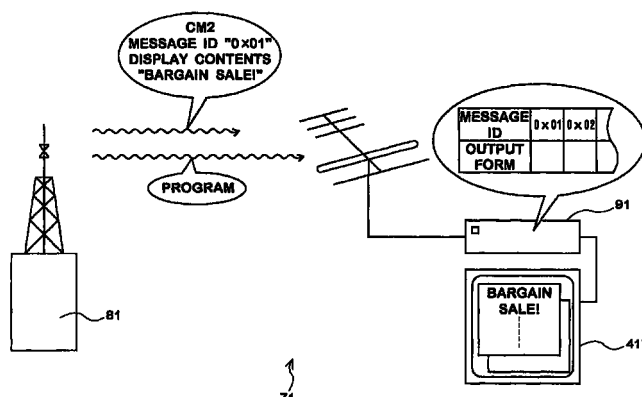 CM2
MESSAGE ID "0×01"
DISPLAY CONTENTS
"BARGAIN SALE!"
PROGRAM
MESSAGE ID 0×01 0×02
OUTPUT FORM
91
81
BARGAIN
SALE!
41
71